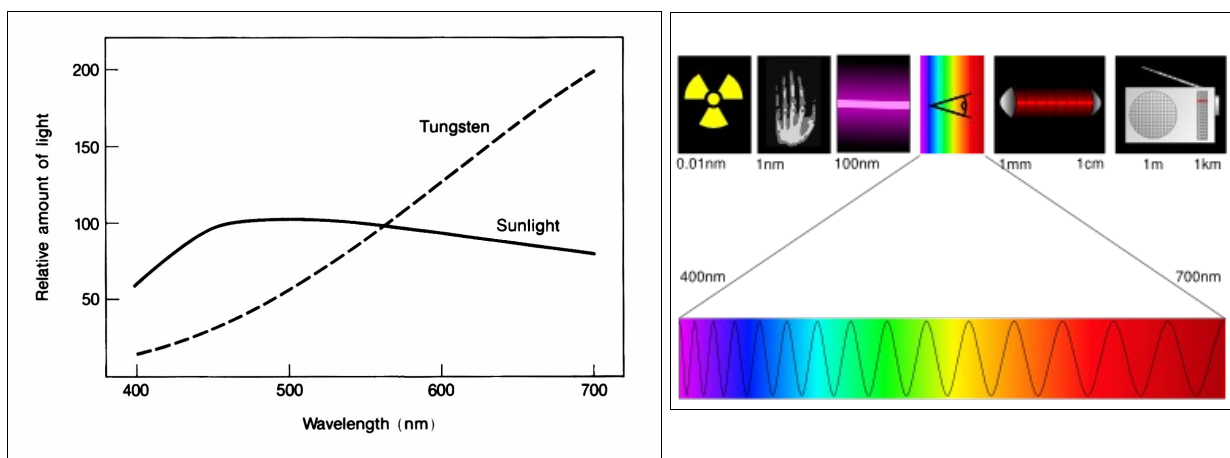 200
150
100
50
Relative amount of light
Tungsten
Sunlight
400 500 600 700
Wavelength (nm)
0.01nm 1nm 100nm 1mm 1cm 1m 1km
400nm 700nm